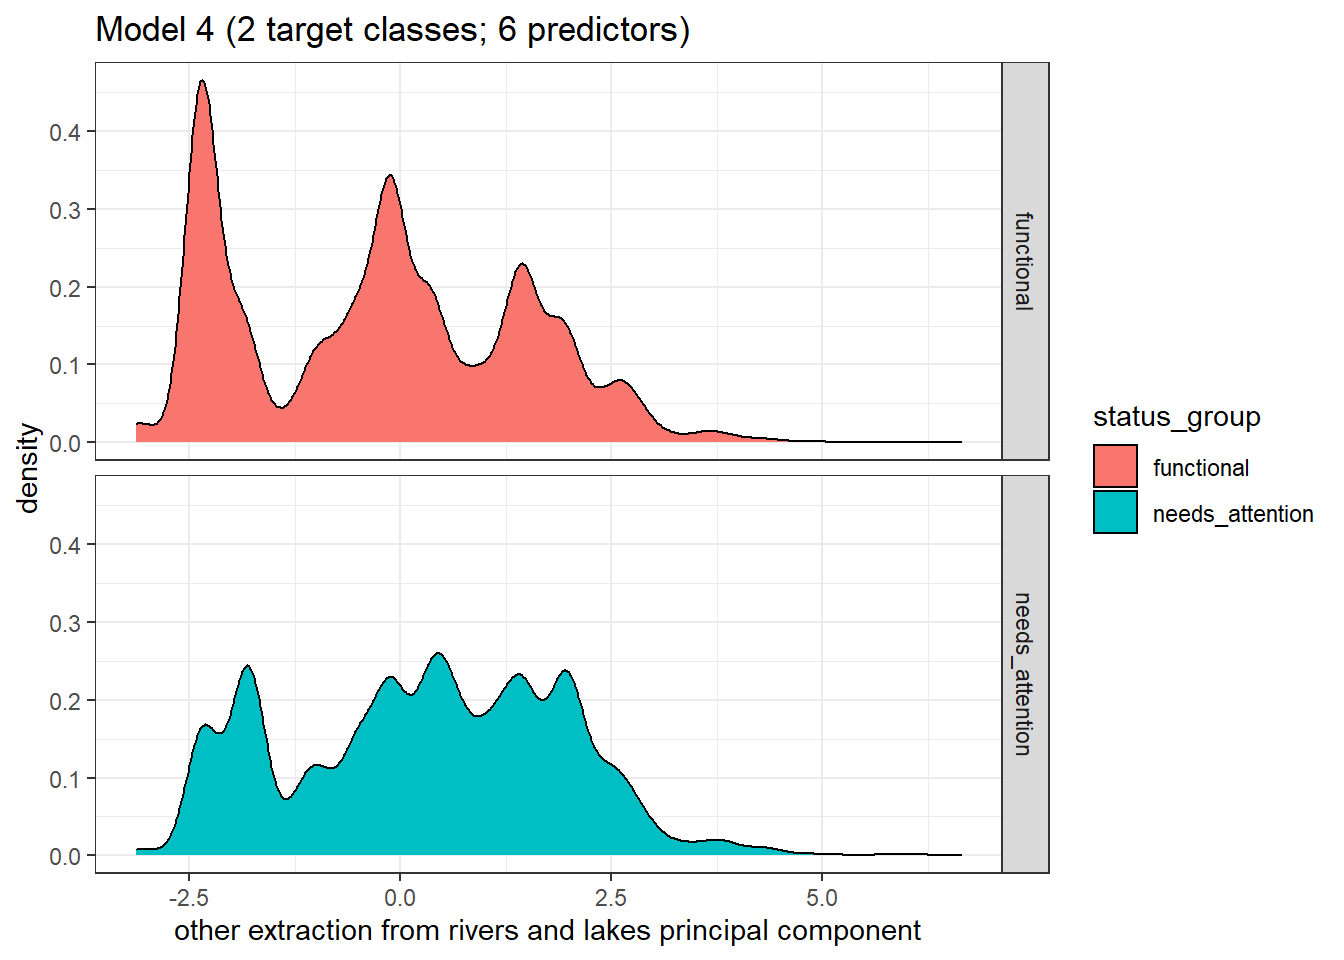 Model 4 (2 target classes; 6 predictors)
density
0.4
0.3
0.2
0.1
0.0
functional
0.4
0.3
0.2
0.1
0.0
needs_attention
-2.5
0.0
2.5
5.0
other extraction from rivers and lakes principal component
status_group
functional
needs_attention